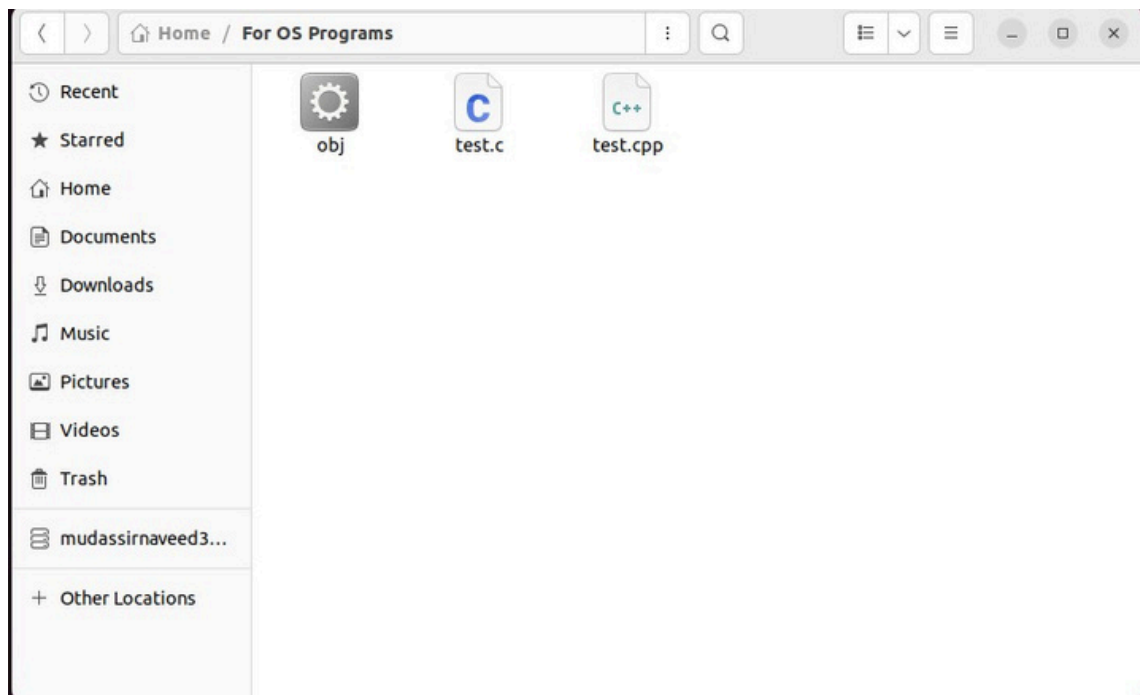 Home / For OS Programs
Recent
Starred
Home
Documents
Downloads
Music
Pictures
Videos
Trash
mudassirnaveed3...
Other Locations
obj
C
test.c
C++
test.cpp